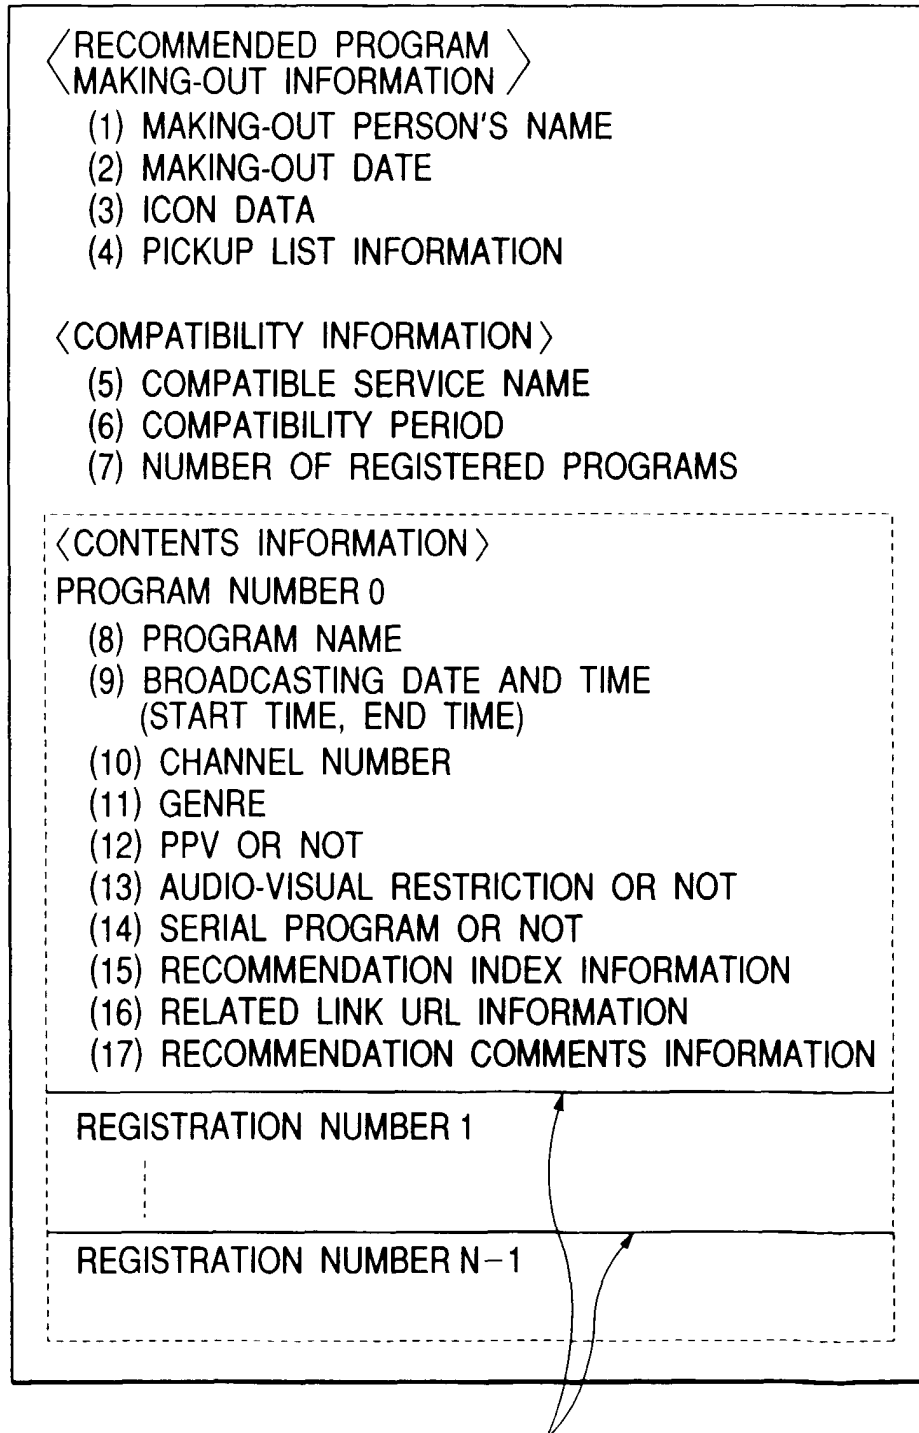 〈RECOMMENDED PROGRAM
MAKING-OUT INFORMATION〉
(1) MAKING-OUT PERSON'S NAME
(2) MAKING-OUT DATE
(3) ICON DATA
(4) PICKUP LIST INFORMATION
〈COMPATIBILITY INFORMATION〉
(5) COMPATIBLE SERVICE NAME
(6) COMPATIBILITY PERIOD
(7) NUMBER OF REGISTERED PROGRAMS
〈CONTENTS INFORMATION〉
PROGRAM NUMBER 0
(8) PROGRAM NAME
(9) BROADCASTING DATE AND TIME
(START TIME, END TIME)
(10) CHANNEL NUMBER
(11) GENRE
(12) PPV OR NOT
(13) AUDIO-VISUAL RESTRICTION OR NOT
(14) SERIAL PROGRAM OR NOT
(15) RECOMMENDATION INDEX INFORMATION
(16) RELATED LINK URL INFORMATION
(17) RECOMMENDATION COMMENTS INFORMATION
REGISTRATION NUMBER 1
REGISTRATION NUMBER N−1